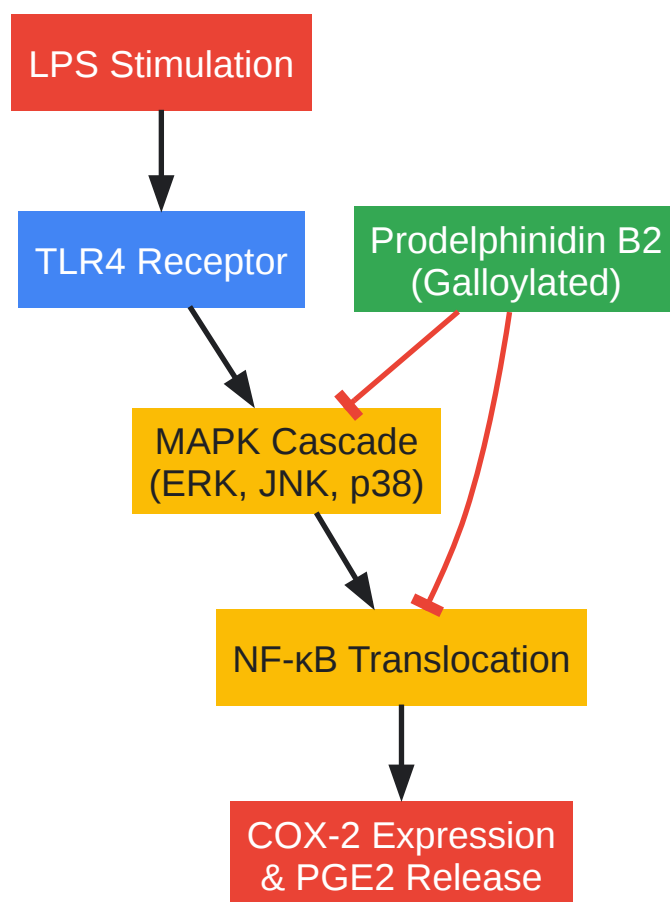 LPS Stimulation
TLR4 Receptor
Prodelphinidin B2
(Galloylated)
MAPK Cascade
(ERK, JNK, p38)
NF-κB Translocation
COX-2 Expression
& PGE2 Release